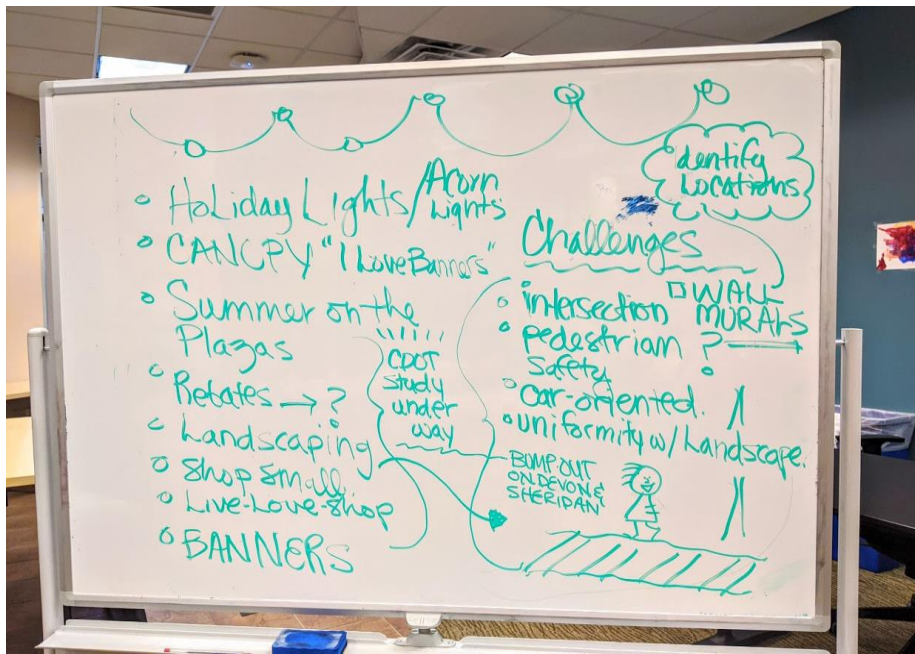 Identify
Locations
HoLiday Lights/Acorn
Lights
CANOPY "I Love Banners"
Summer on the
Plazas
Rebates → ?
Landscaping
Shop Small.
Live-Love-Shop
BANNERS
CDOT
study
under
way
Challenges
WALL
MURALS
intersection
pedestrian ?
Safety
car-oriented.
uniformity w/ Landscape.
BUMP OUT
ON DEVON &
SHERIDAN